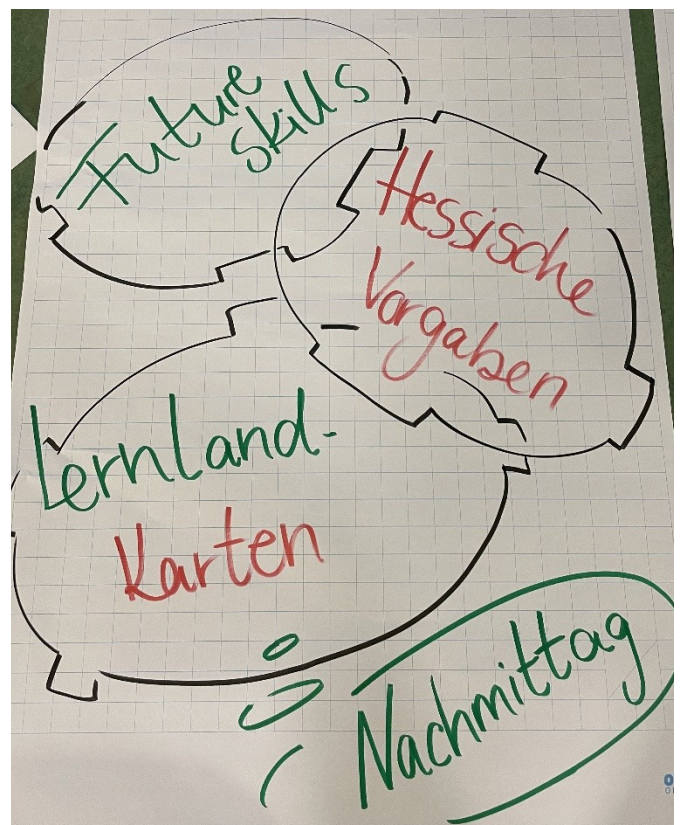 Future
Skills
Hessische
Vorgaben
LernLand-
Karten
Nachmittag